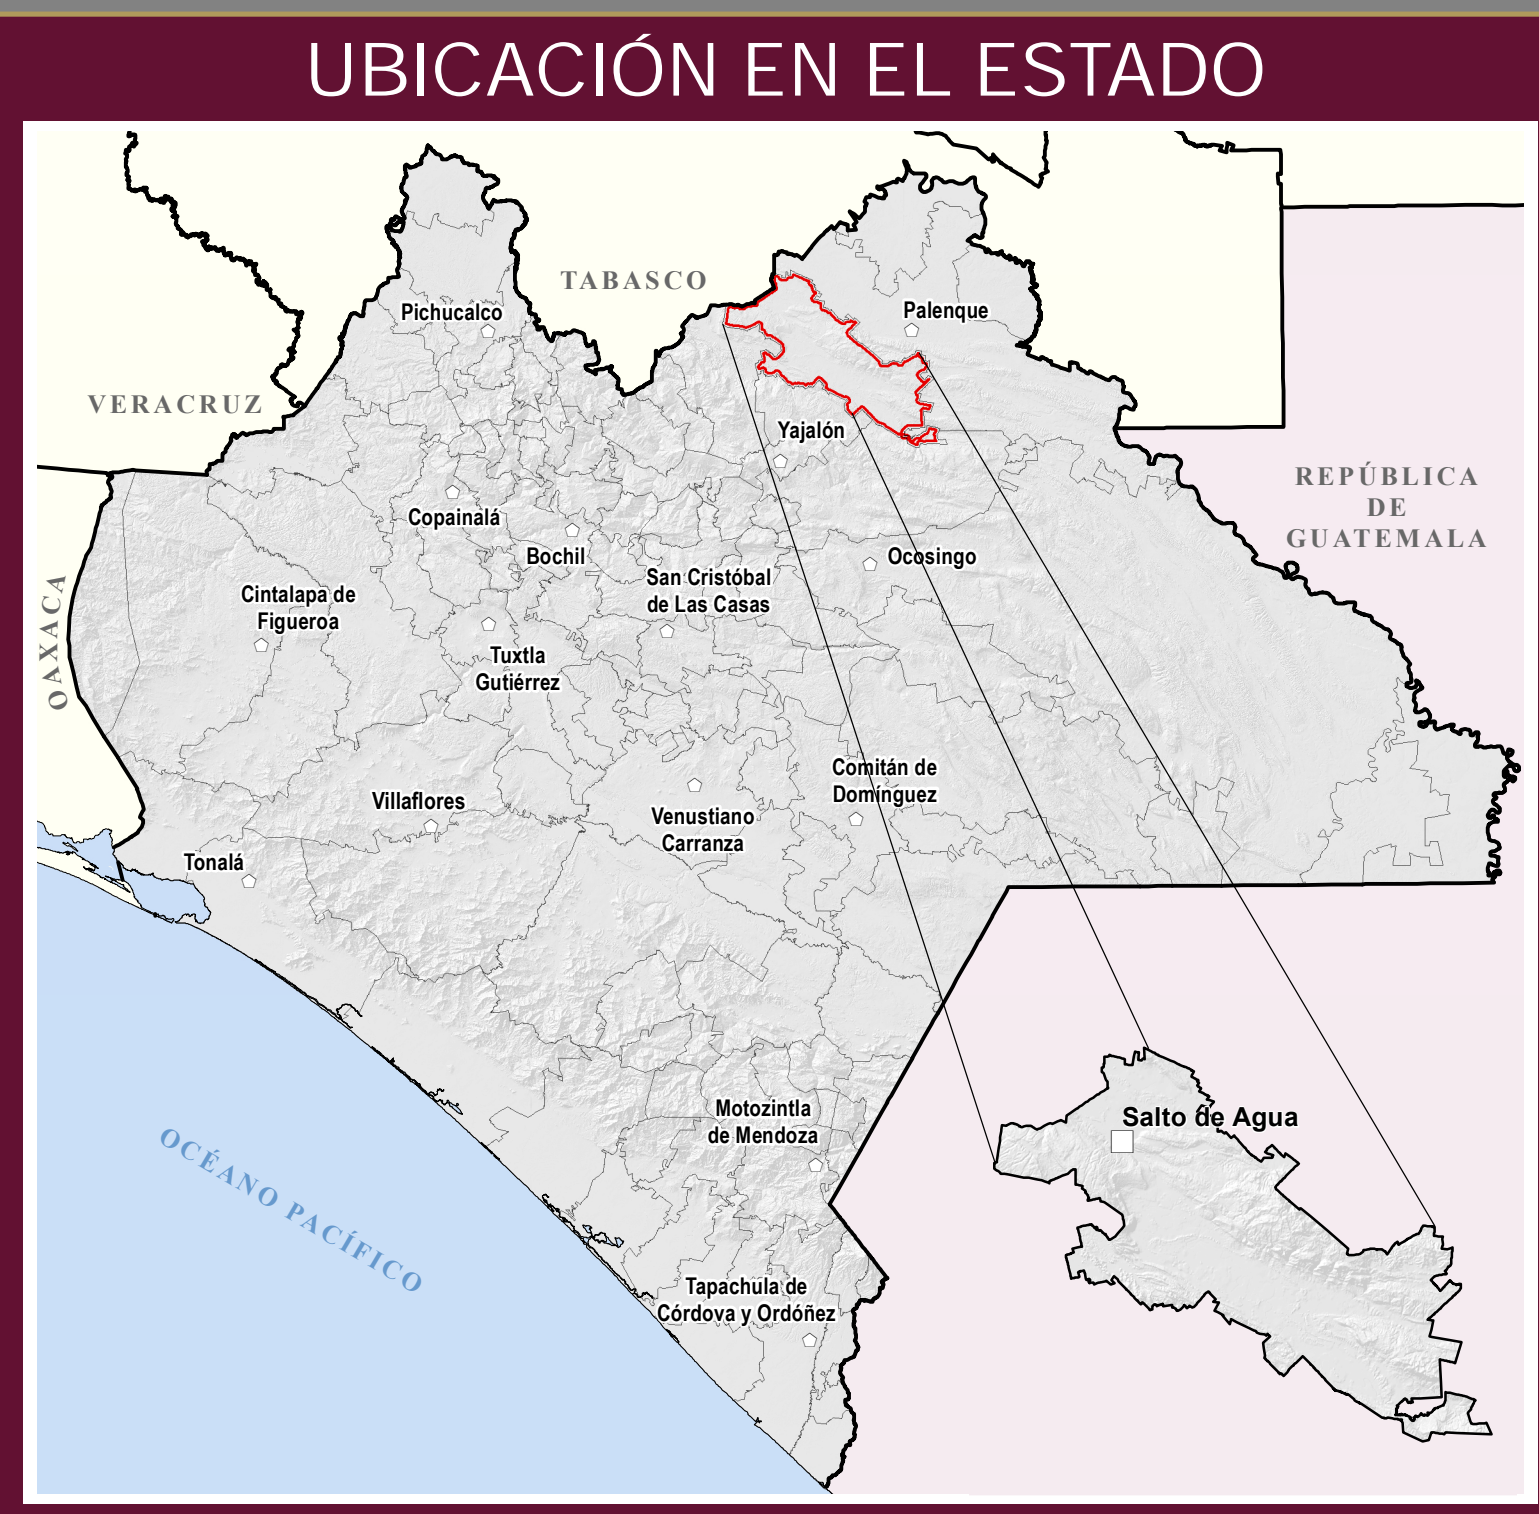 UBICACIÓN EN EL ESTADO
TABASCO
Pichucalco
Palenque
VERACRUZ
Yajalón
REPÚBLICA
DE
GUATEMALA
Copainalá
Bochil
Ocosingo
San Cristóbal
de Las Casas
Cintalapa de
Figueroa
OAXACA
Tuxtla
Gutiérrez
Comitán de
Domínguez
Villaflores
Venustiano
Carranza
Tonalá
Motozintla
de Mendoza
Salto de Agua
OCÉANO PACÍFICO
Tapachula de
Córdova y Ordóñez